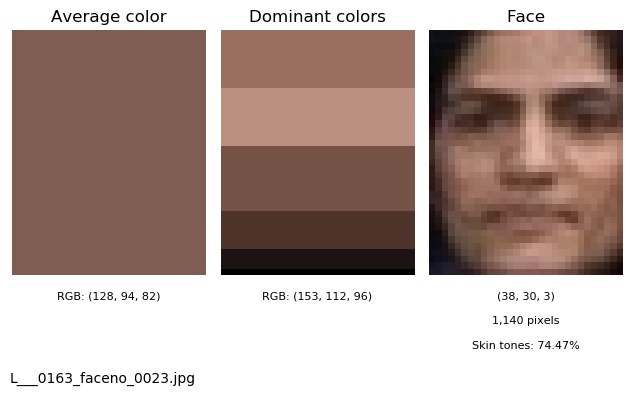 Average color
Dominant colors
Face
RGB: (128, 94, 82)
RGB: (153, 112, 96)
(38, 30, 3)
1,140 pixels
Skin tones: 74.47%
L___0163_faceno_0023.jpg